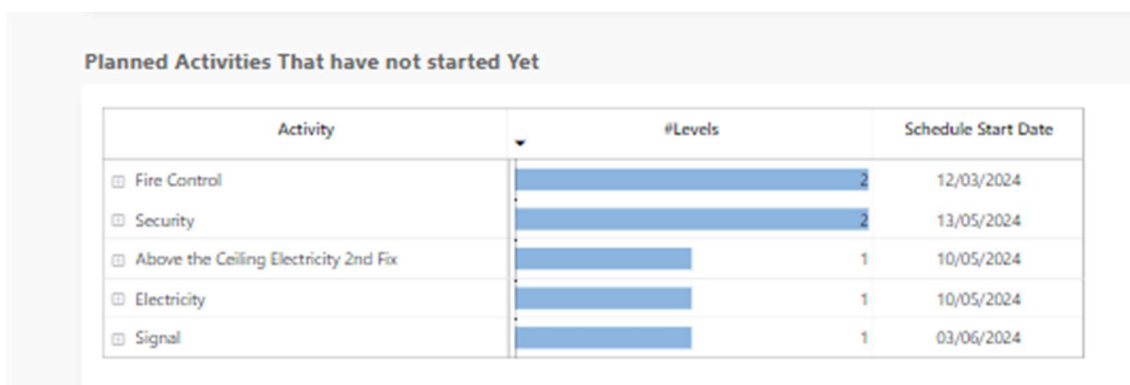 Planned Activities That have not started Yet
Activity #Levels Schedule Start Date
Fire Control 2 12/03/2024
Security 2 13/05/2024
Above the Ceiling Electricity 2nd Fix 1 10/05/2024
Electricity 1 10/05/2024
Signal 1 03/06/2024